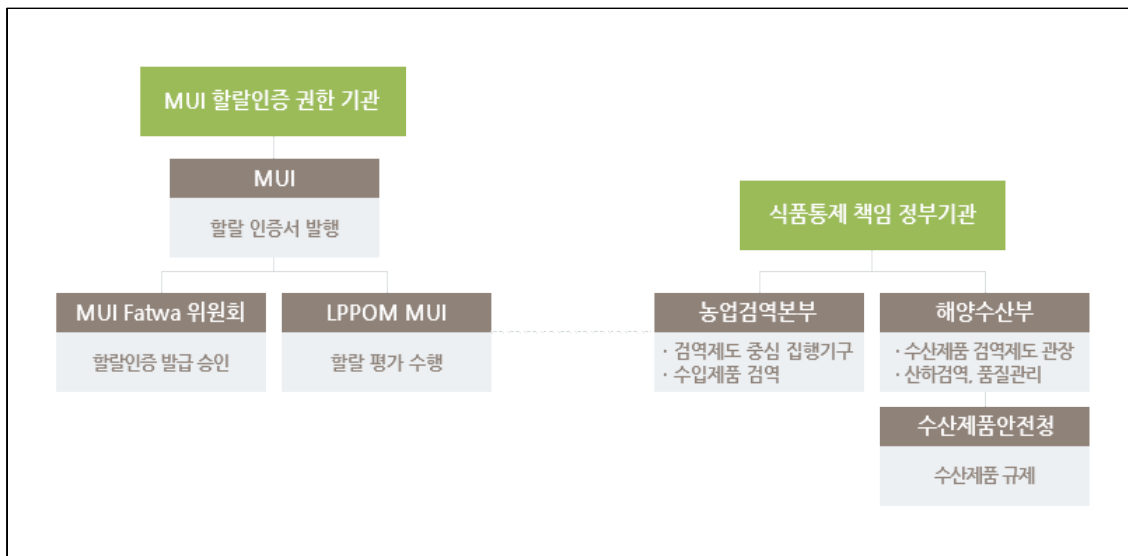 MUI 할랄인증 권한 기관
MUI
할랄 인증서 발행
MUI Fatwa 위원회
할랄인증 발급 승인
LPPOM MUI
할랄 평가 수행
식품통제 책임 정부기관
농업검역본부
· 검역제도 중심 집행기구
· 수입제품 검역
해양수산부
· 수산제품 검역제도 관장
· 산하검역, 품질관리
수산제품안전청
수산제품 규제